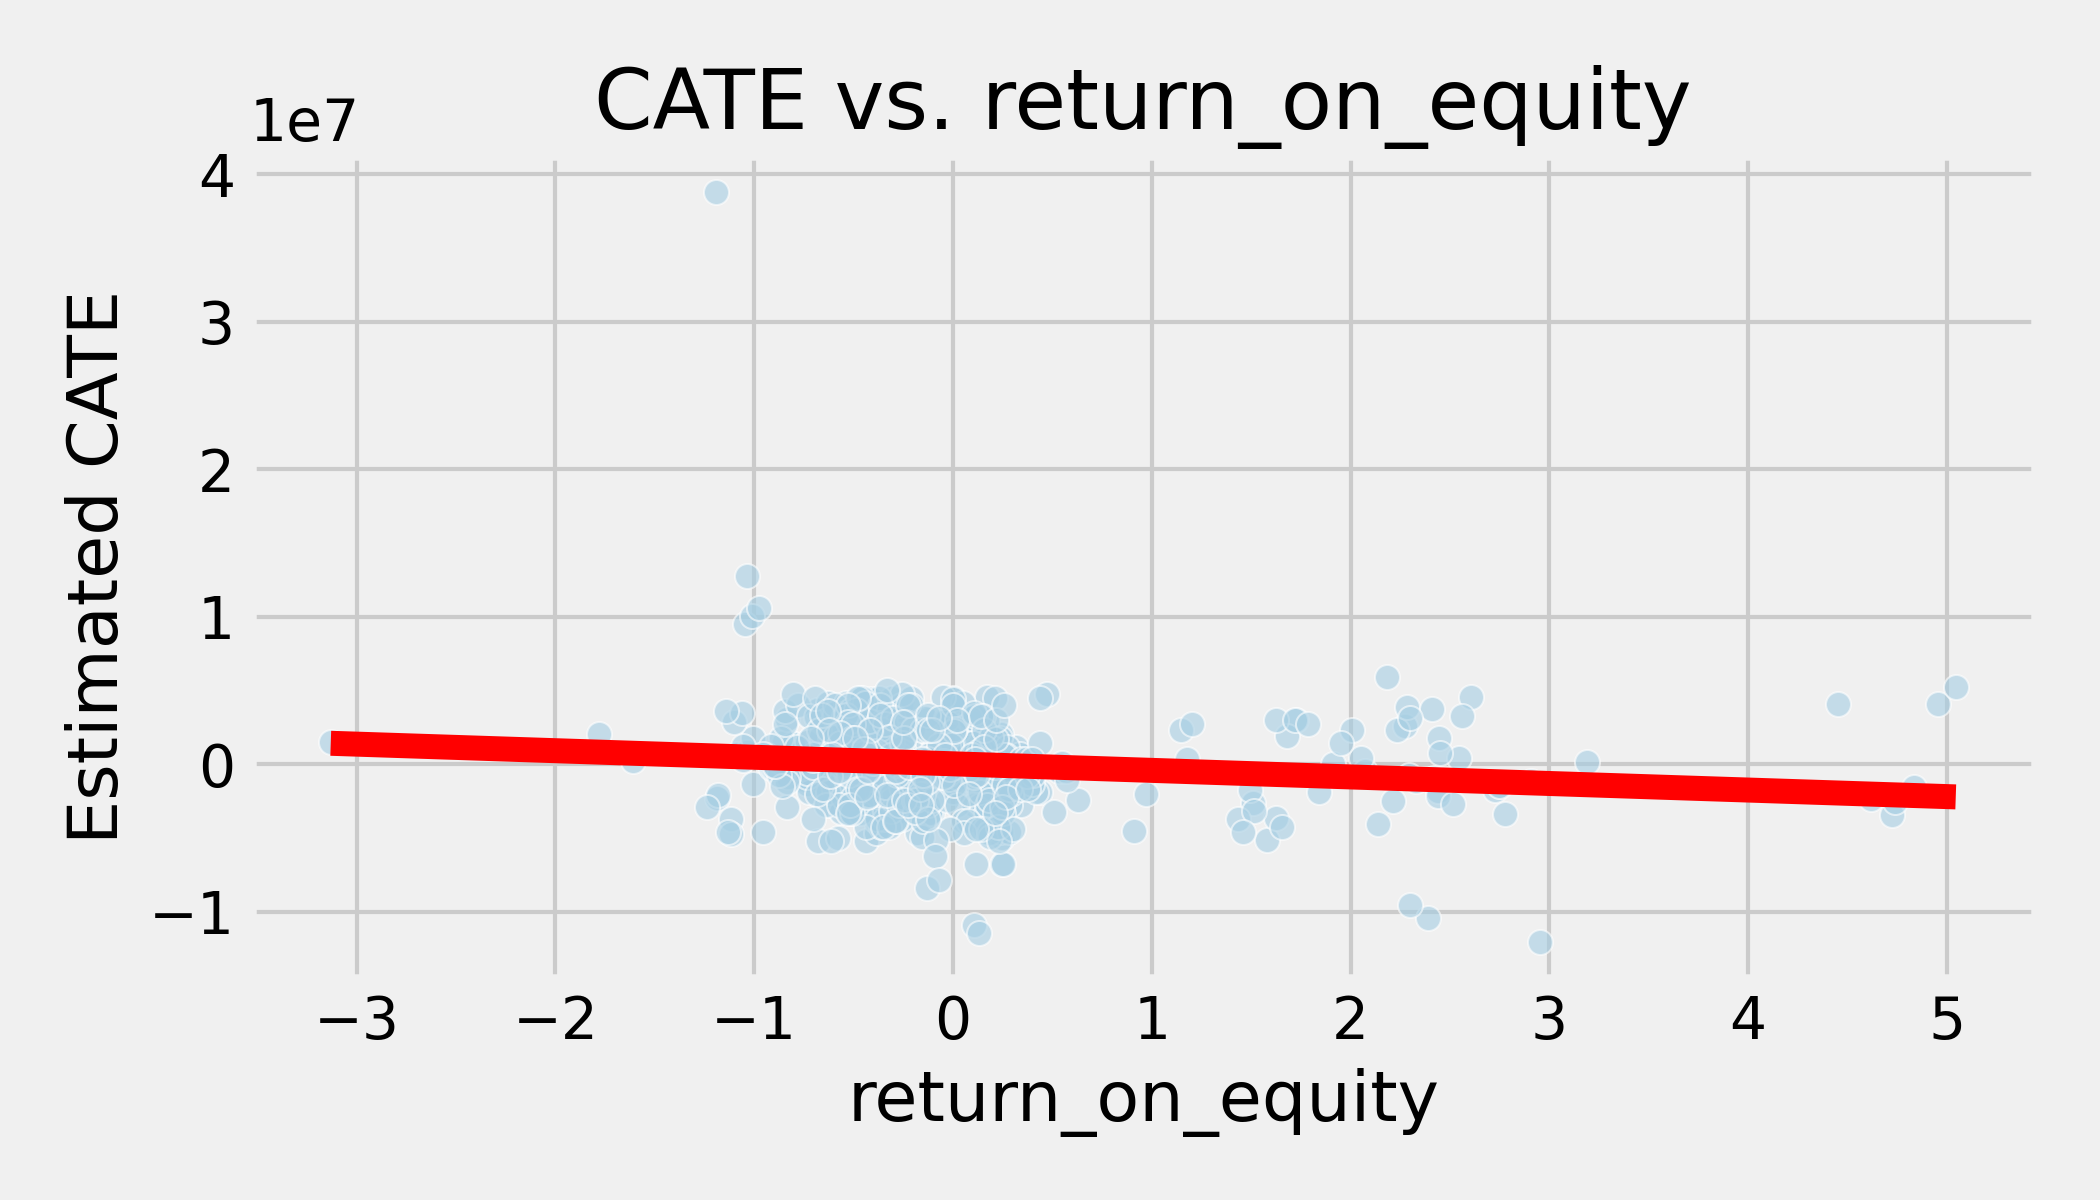 CATE vs. return_on_equity
1e7
4
3
2
1
0
−1
Estimated CATE
−3 −2 −1 0 1 2 3 4 5
return_on_equity